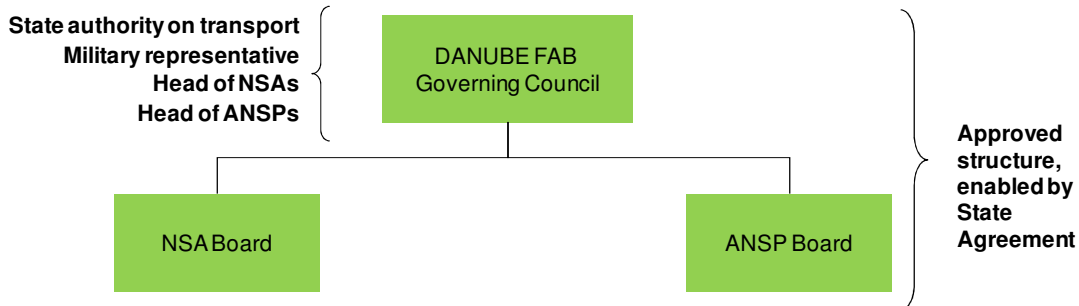 State authority on transport
Military representative
Head of NSAs
Head of ANSPs
DANUBE FAB
Governing Council
NSA Board
ANSP Board
Approved
structure,
enabled by
State
Agreement